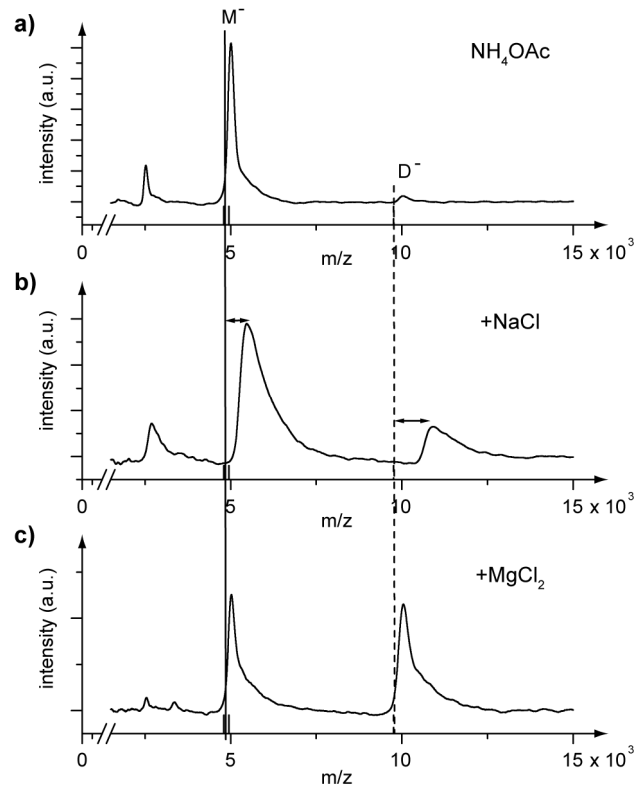 M⁻
a)
NH₄OAc
intensity (a.u.)
D⁻
0 5 10 15 x 10³
m/z
b)
+NaCl
intensity (a.u.)
0 5 10 15 x 10³
m/z
c)
+MgCl₂
intensity (a.u.)
0 5 10 15 x 10³
m/z